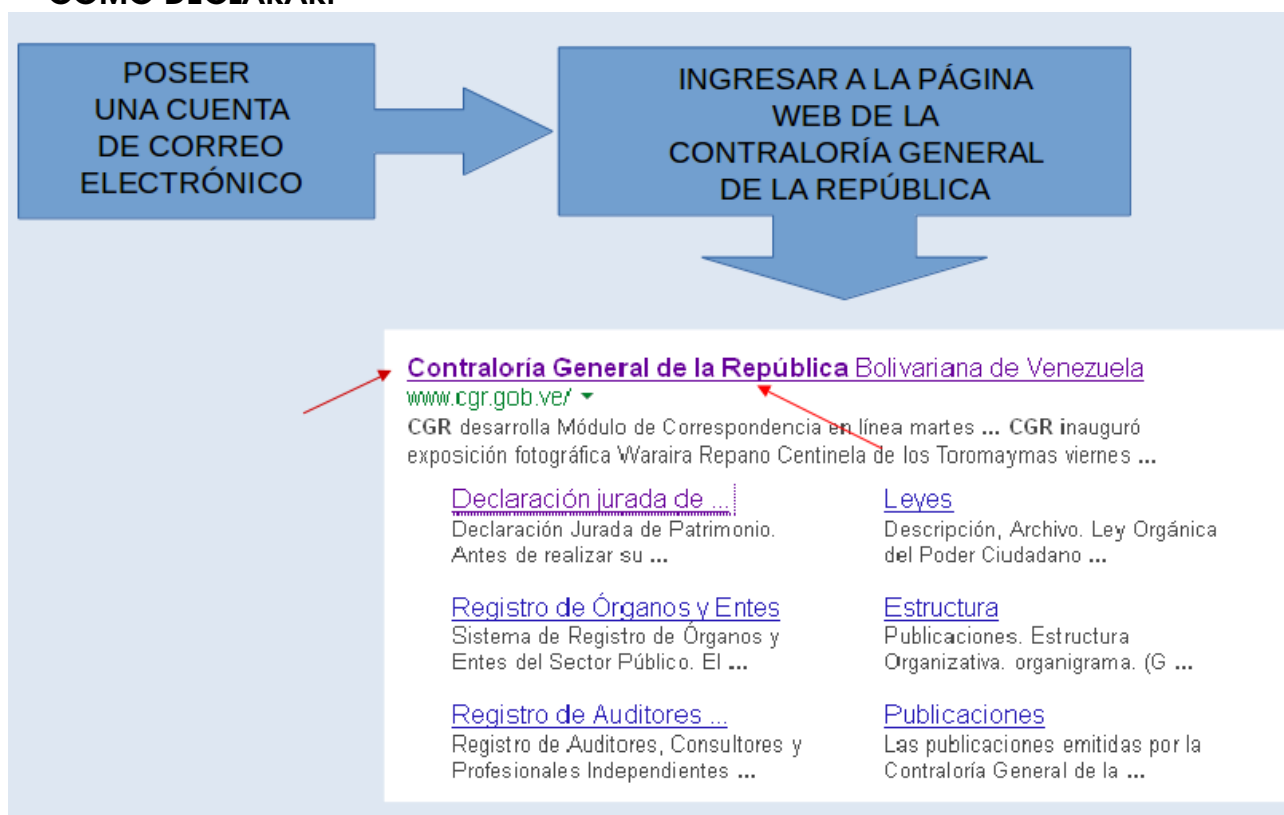 COMO DECLARAR?
POSEER
UNA CUENTA
DE CORREO
ELECTRÓNICO
INGRESAR A LA PÁGINA
WEB DE LA
CONTRALORÍA GENERAL
DE LA REPÚBLICA
Contraloría General de la República Bolivariana de Venezuela
www.cgr.gob.ve/
CGR desarrolla Módulo de Correspondencia en línea martes ... CGR inauguró
exposición fotográfica Waraira Repano Centinela de los Toromaymas viernes ...
Declaración jurada de ...
Declaración Jurada de Patrimonio.
Antes de realizar su ...
Leyes
Descripción, Archivo. Ley Orgánica
del Poder Ciudadano ...
Registro de Órganos y Entes
Sistema de Registro de Órganos y
Entes del Sector Público. El ...
Estructura
Publicaciones. Estructura
Organizativa. organigrama. (G ...
Registro de Auditores ...
Registro de Auditores, Consultores y
Profesionales Independientes ...
Publicaciones
Las publicaciones emitidas por la
Contraloría General de la ...